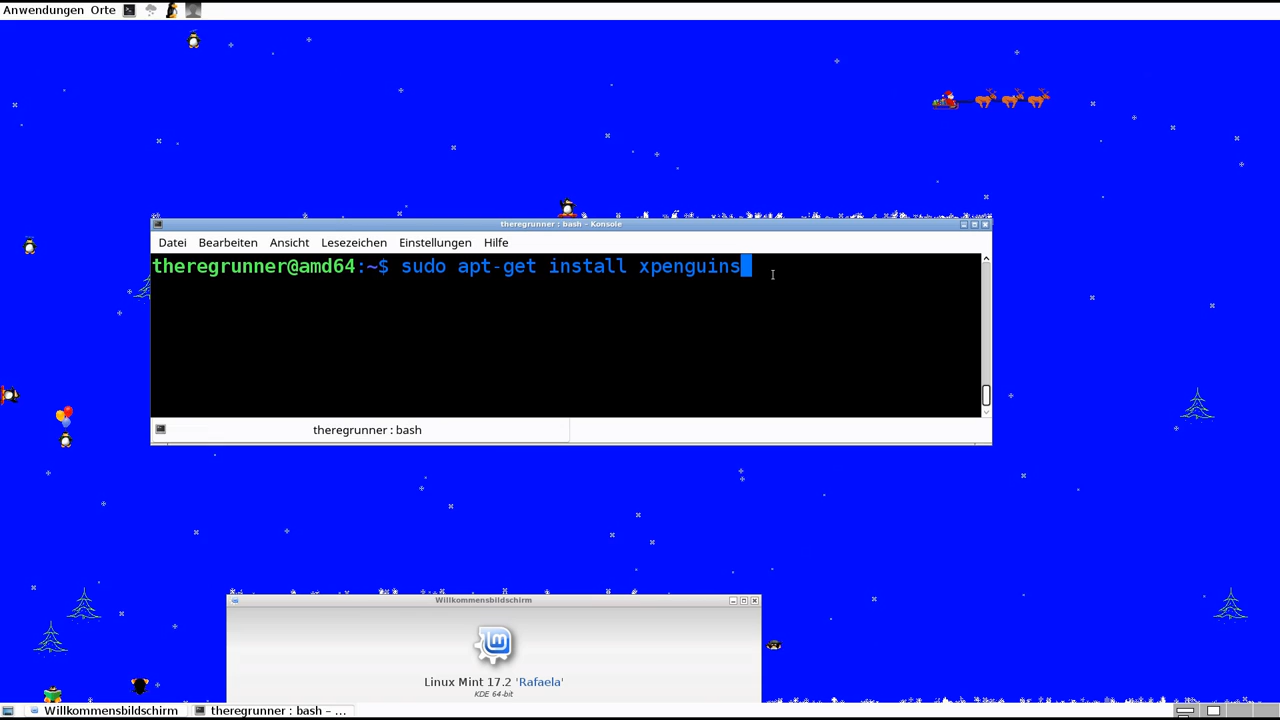 Anwendungen Orte
theregrunner : bash – Konsole
Datei Bearbeiten Ansicht Lesezeichen Einstellungen Hilfe
theregrunner@amd64:~$ sudo apt-get install xpenguins
theregrunner : bash
Willkommensbildschirm
lm
Linux Mint 17.2 'Rafaela'
KDE 64-bit
Willkommensbildschirm theregrunner : bash – ...